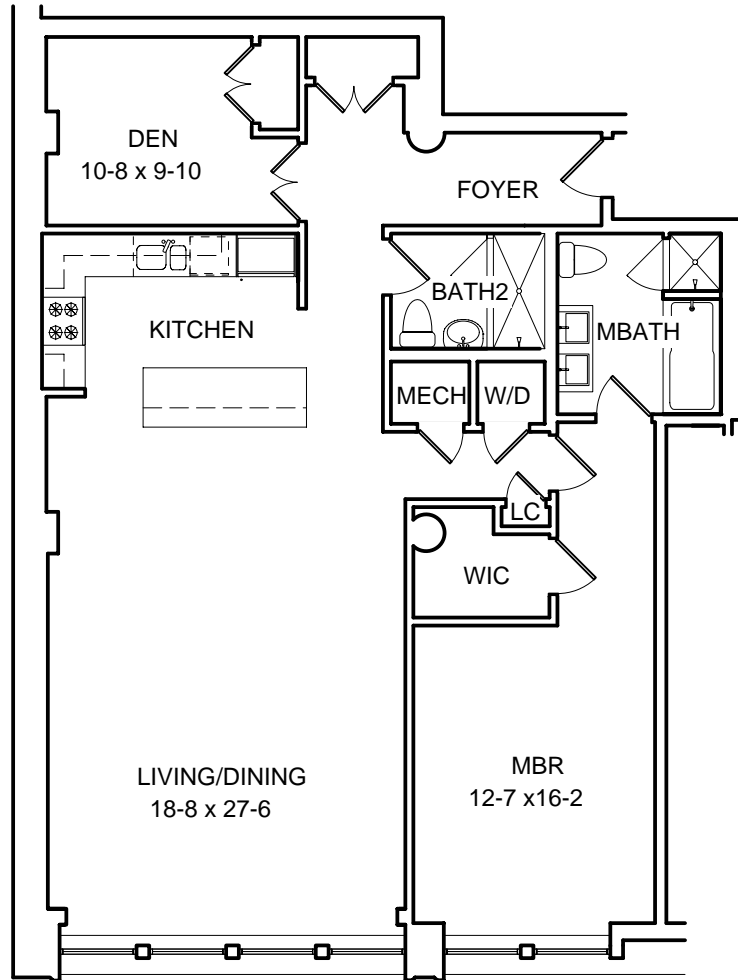 DEN
10-8 x 9-10
FOYER
KITCHEN
BATH2
MBATH
MECH
W/D
LC
WIC
LIVING/DINING
18-8 x 27-6
MBR
12-7 x16-2